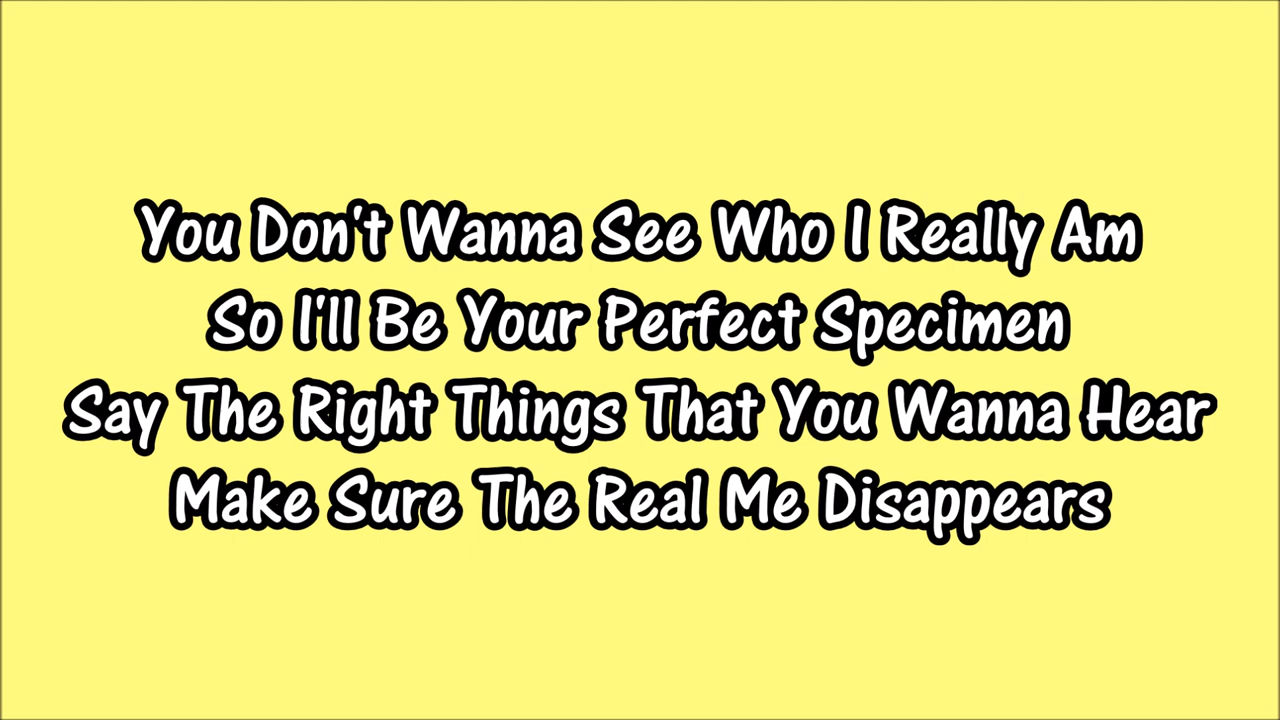 You Don't Wanna See Who I Really Am
So I'll Be Your Perfect Specimen
Say The Right Things That You Wanna Hear
Make Sure The Real Me Disappears